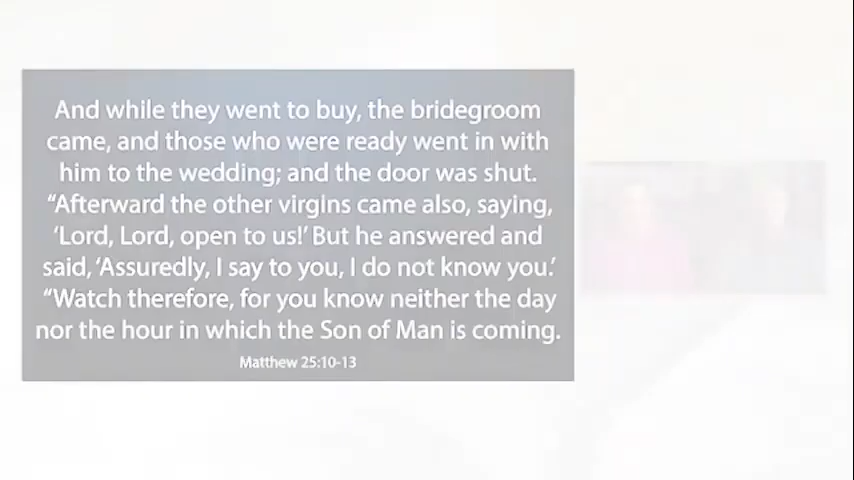 And while they went to buy, the bridegroom
came, and those who were ready went in with
him to the wedding; and the door was shut.
“Afterward the other virgins came also, saying,
‘Lord, Lord, open to us!’ But he answered and
said, ‘Assuredly, I say to you, I do not know you.’
“Watch therefore, for you know neither the day
nor the hour in which the Son of Man is coming.
Matthew 25:10-13